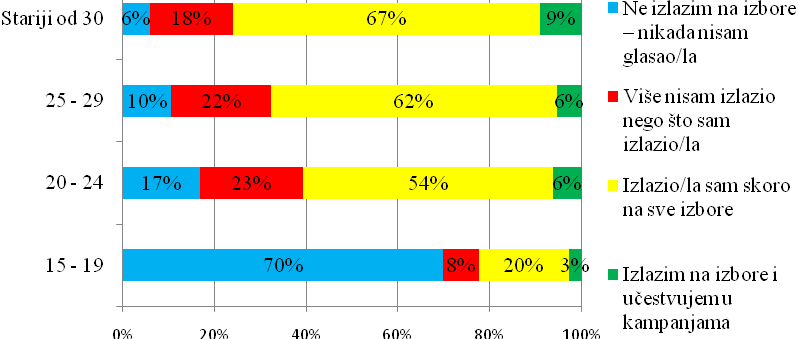 Stariji od 30
6%
18%
67%
9%
25 - 29
10%
22%
62%
6%
20 - 24
17%
23%
54%
6%
15 - 19
70%
8%
20%
3%
0%
20%
40%
60%
80%
100%
Ne izlazim na izbore
– nikada nisam
glasao/la
Više nisam izlazio
nego što sam
izlazio/la
Izlazio/la sam skoro
na sve izbore
Izlazim na izbore i
učestvujem u
kampanjama